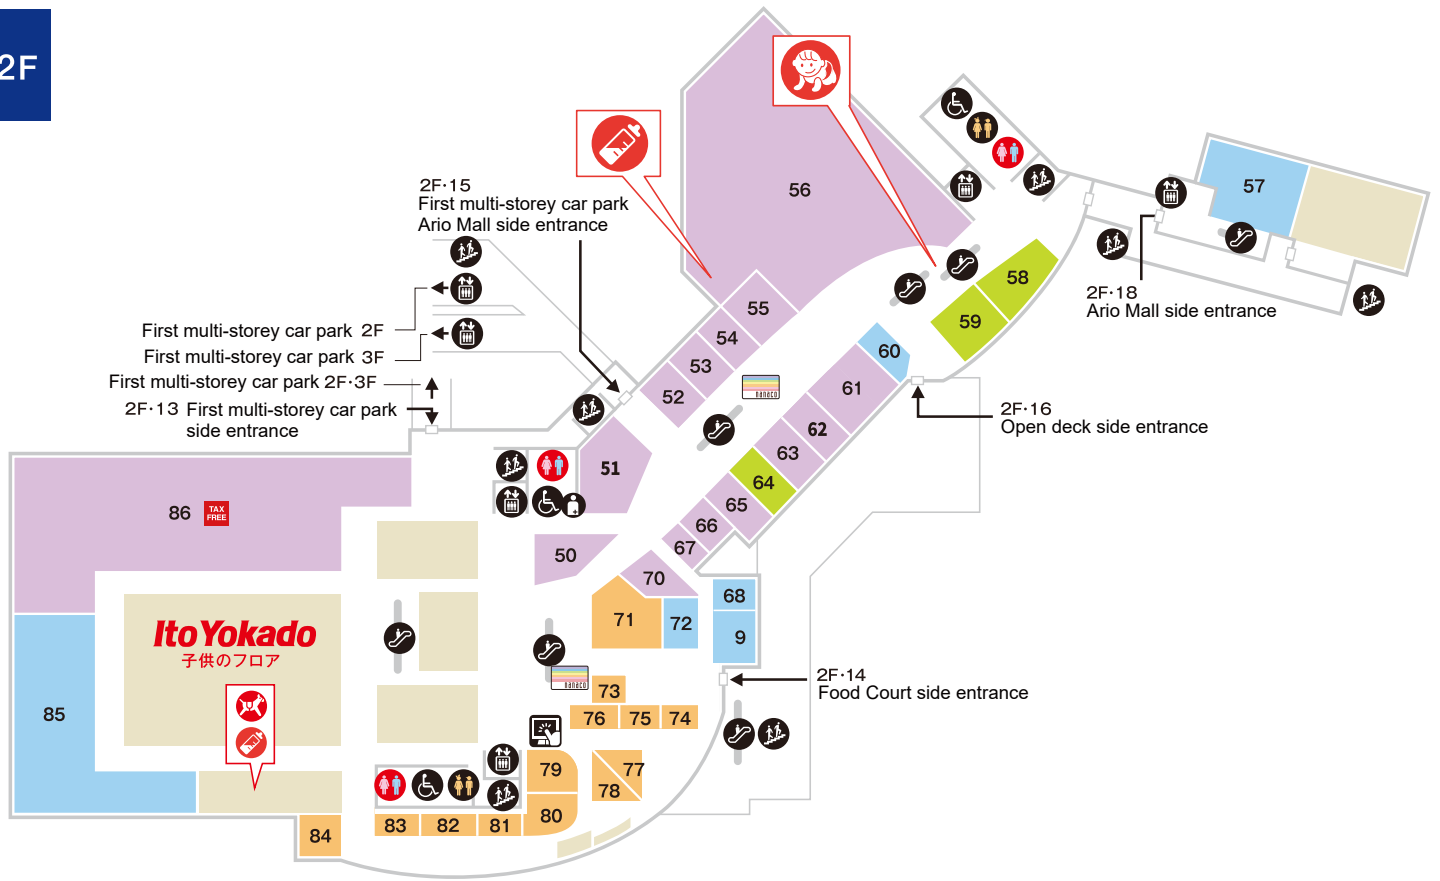 2F
56
57
2F·15
First multi-storey car park
Ario Mall side entrance
58
2F·18
Ario Mall side entrance
59
55
First multi-storey car park 2F
54
60
First multi-storey car park 3F
53
61
First multi-storey car park 2F·3F
52
nanaco
2F·13 First multi-storey car park
side entrance
2F·16
Open deck side entrance
62
63
51
64
65
86
TAX
FREE
66
67
50
70
68
71
72
9
Ito Yokado
子供のフロア
2F·14
Food Court side entrance
nanaco
73
76
75
74
85
79
77
78
80
83
82
81
84